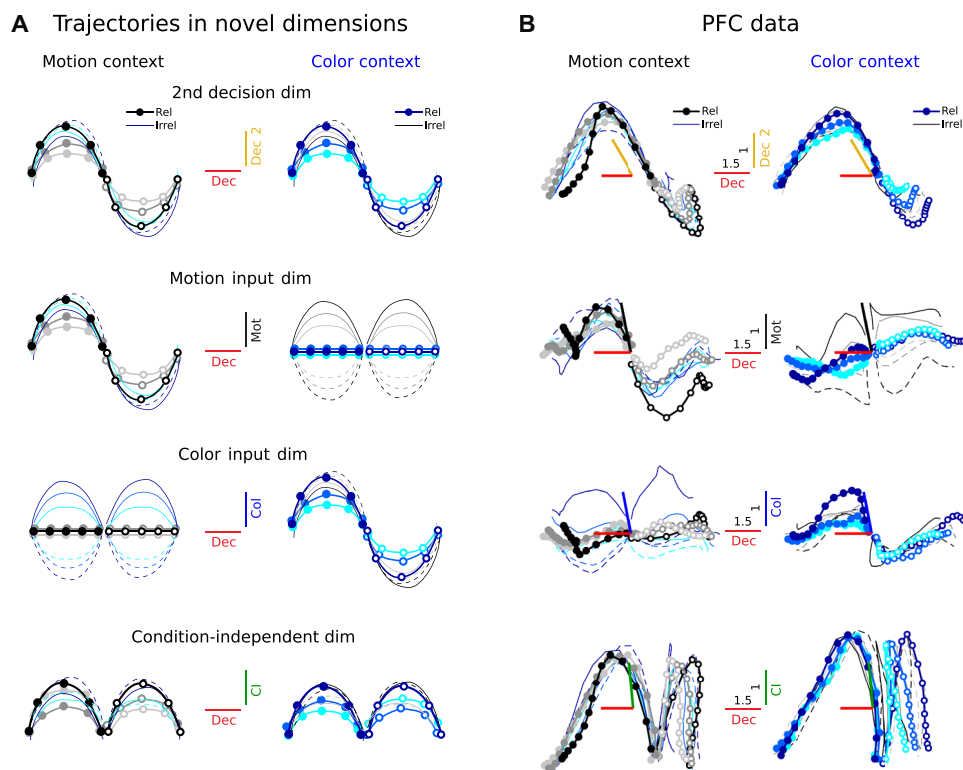 A Trajectories in novel dimensions
Motion context
Color context
2nd decision dim
Rel
Irrel
Rel
Irrel
Dec 2
Dec
Motion input dim
Mot
Dec
Color input dim
Col
Dec
Condition-independent dim
CI
Dec
B PFC data
Motion context
Color context
Rel
Irrel
Rel
Irrel
1
Dec 2
1.5
Dec
1
Mot
1.5
Dec
1
Col
1.5
Dec
1
CI
1.5
Dec